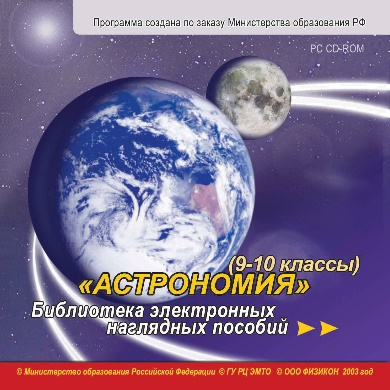 Программа создана по заказу Министерства образования РФ
PC CD-ROM
(9-10 классы)
«АСТРОНОМИЯ»
Библиотека электронных
наглядных пособий
© Министерство образования Российской Федерации © ГУ РЦ ЭМТО © ООО ФИЗИКОН 2003 год